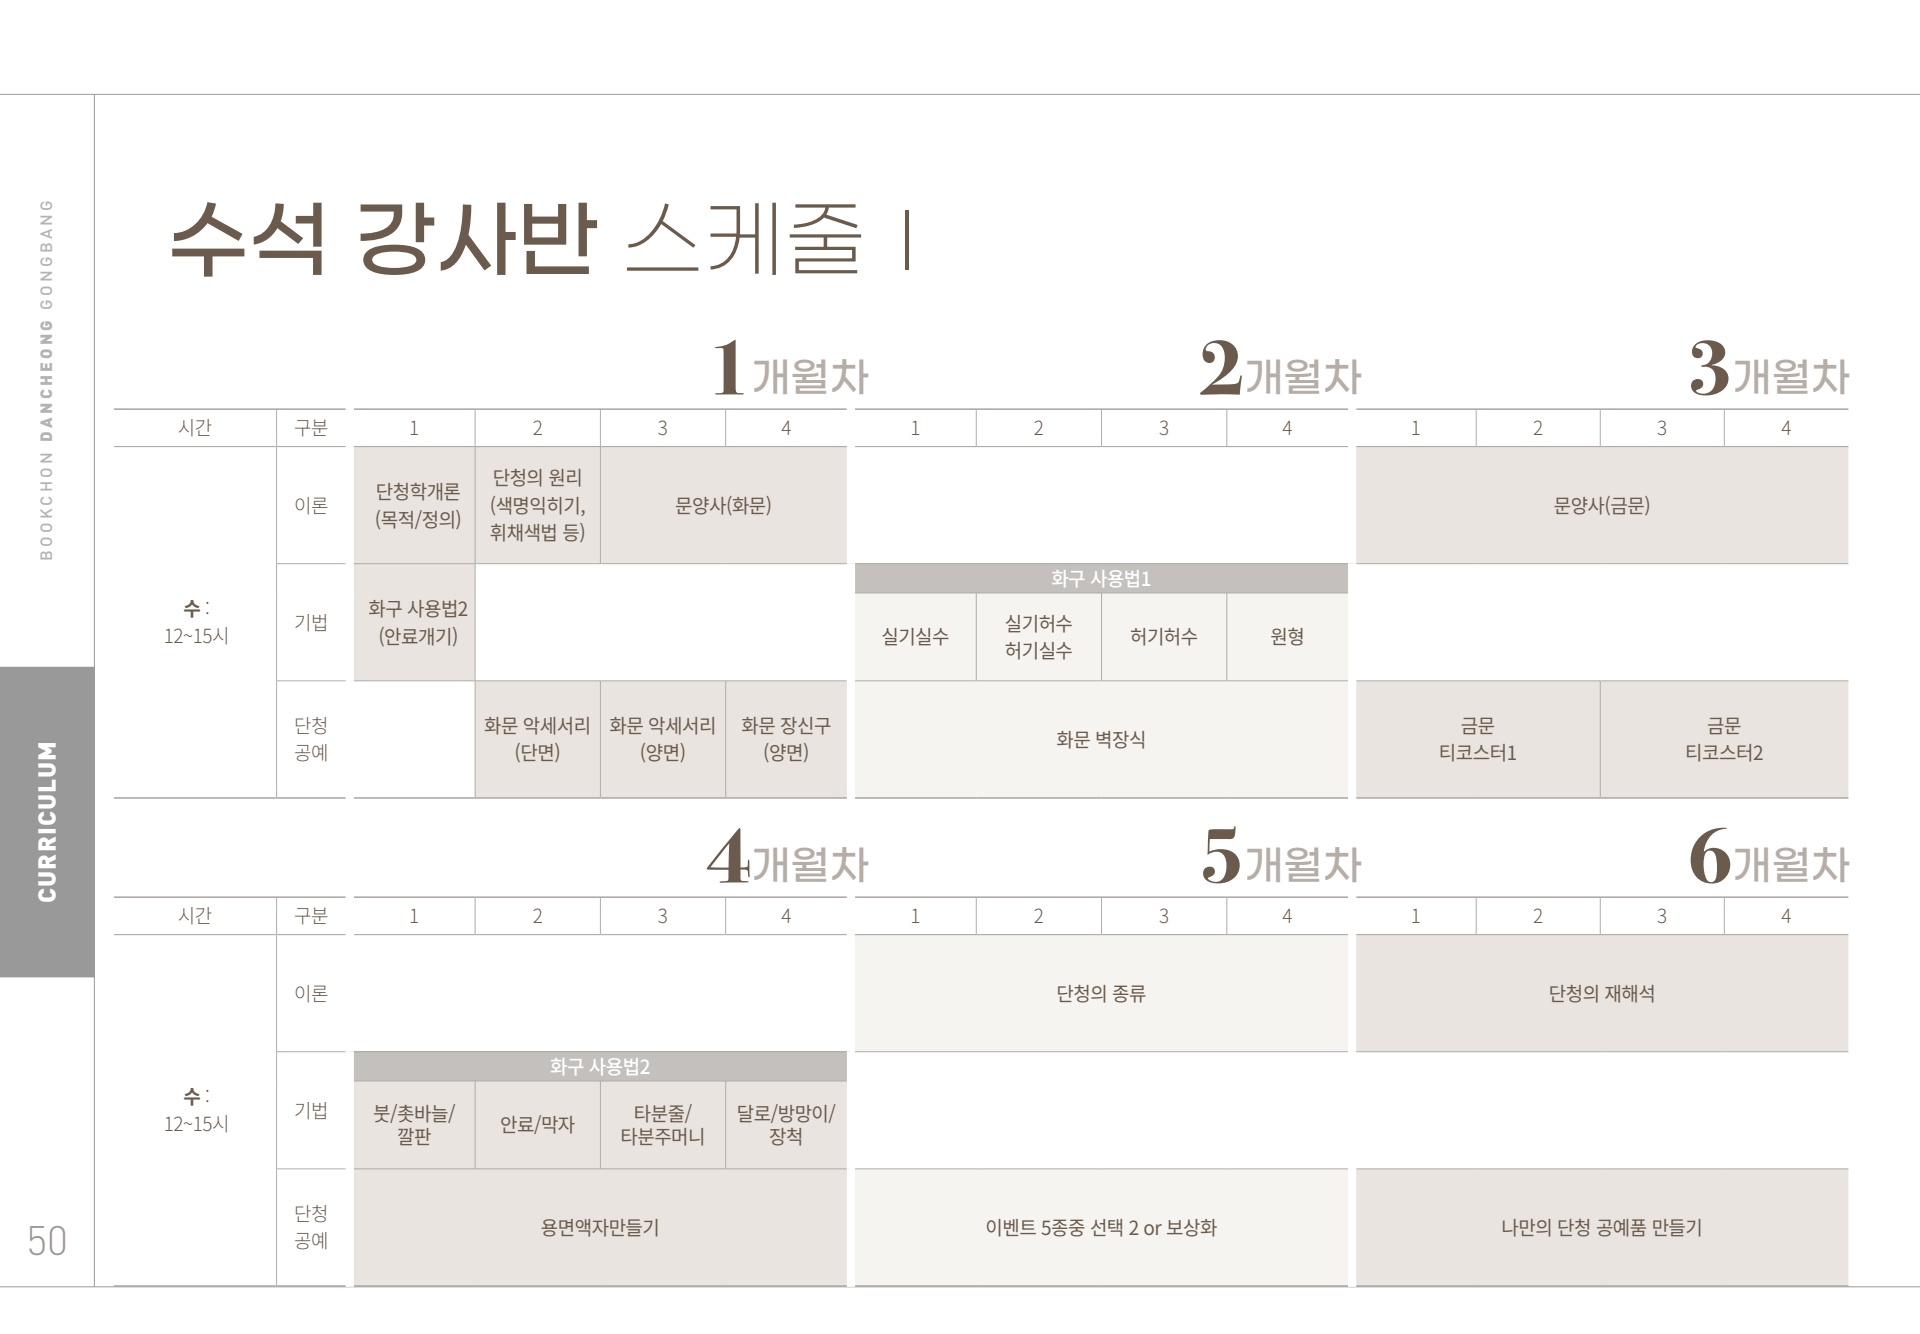 수석 강사반 스케줄 I
BOOKCHON DANCHEONG GONGBANG
CURRICULUM
50
1개월차 2개월차 3개월차
시간 구분 1 2 3 4 1 2 3 4 1 2 3 4
수 :
12~15시
이론
단청학개론
(목적/정의)
단청의 원리
(색명익히기,
휘채색법 등)
문양사(화문)
문양사(금문)
기법
화구 사용법2
(안료개기)
화구 사용법1
실기실수
실기허수
허기실수
허기허수
원형
단청
공예
화문 악세서리
(단면)
화문 악세서리
(양면)
화문 장신구
(양면)
화문 벽장식
금문
티코스터1
금문
티코스터2
4개월차 5개월차 6개월차
시간 구분 1 2 3 4 1 2 3 4 1 2 3 4
수 :
12~15시
이론
단청의 종류
단청의 재해석
기법
화구 사용법2
붓/촛바늘/
깔판
안료/막자
타분줄/
타분주머니
달로/방망이/
장척
단청
공예
용면액자만들기
이벤트 5종중 선택 2 or 보상화
나만의 단청 공예품 만들기